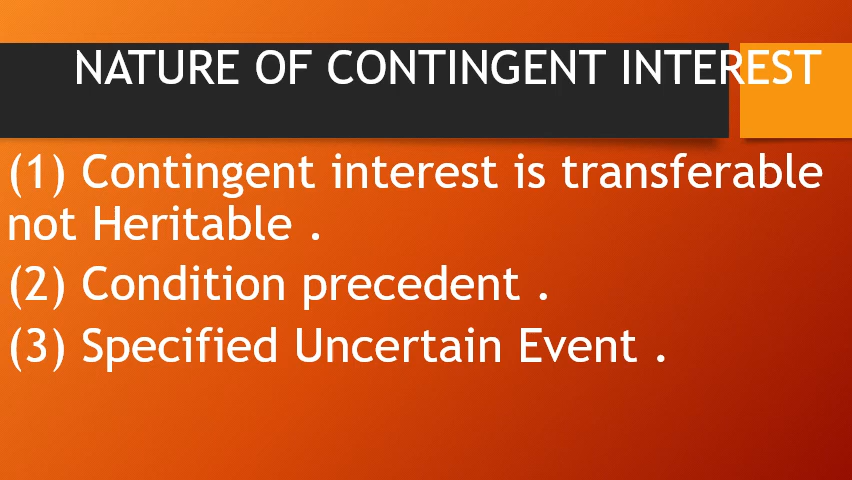 NATURE OF CONTINGENT INTEREST
(1) Contingent interest is transferable
not Heritable .
(2) Condition precedent .
(3) Specified Uncertain Event .